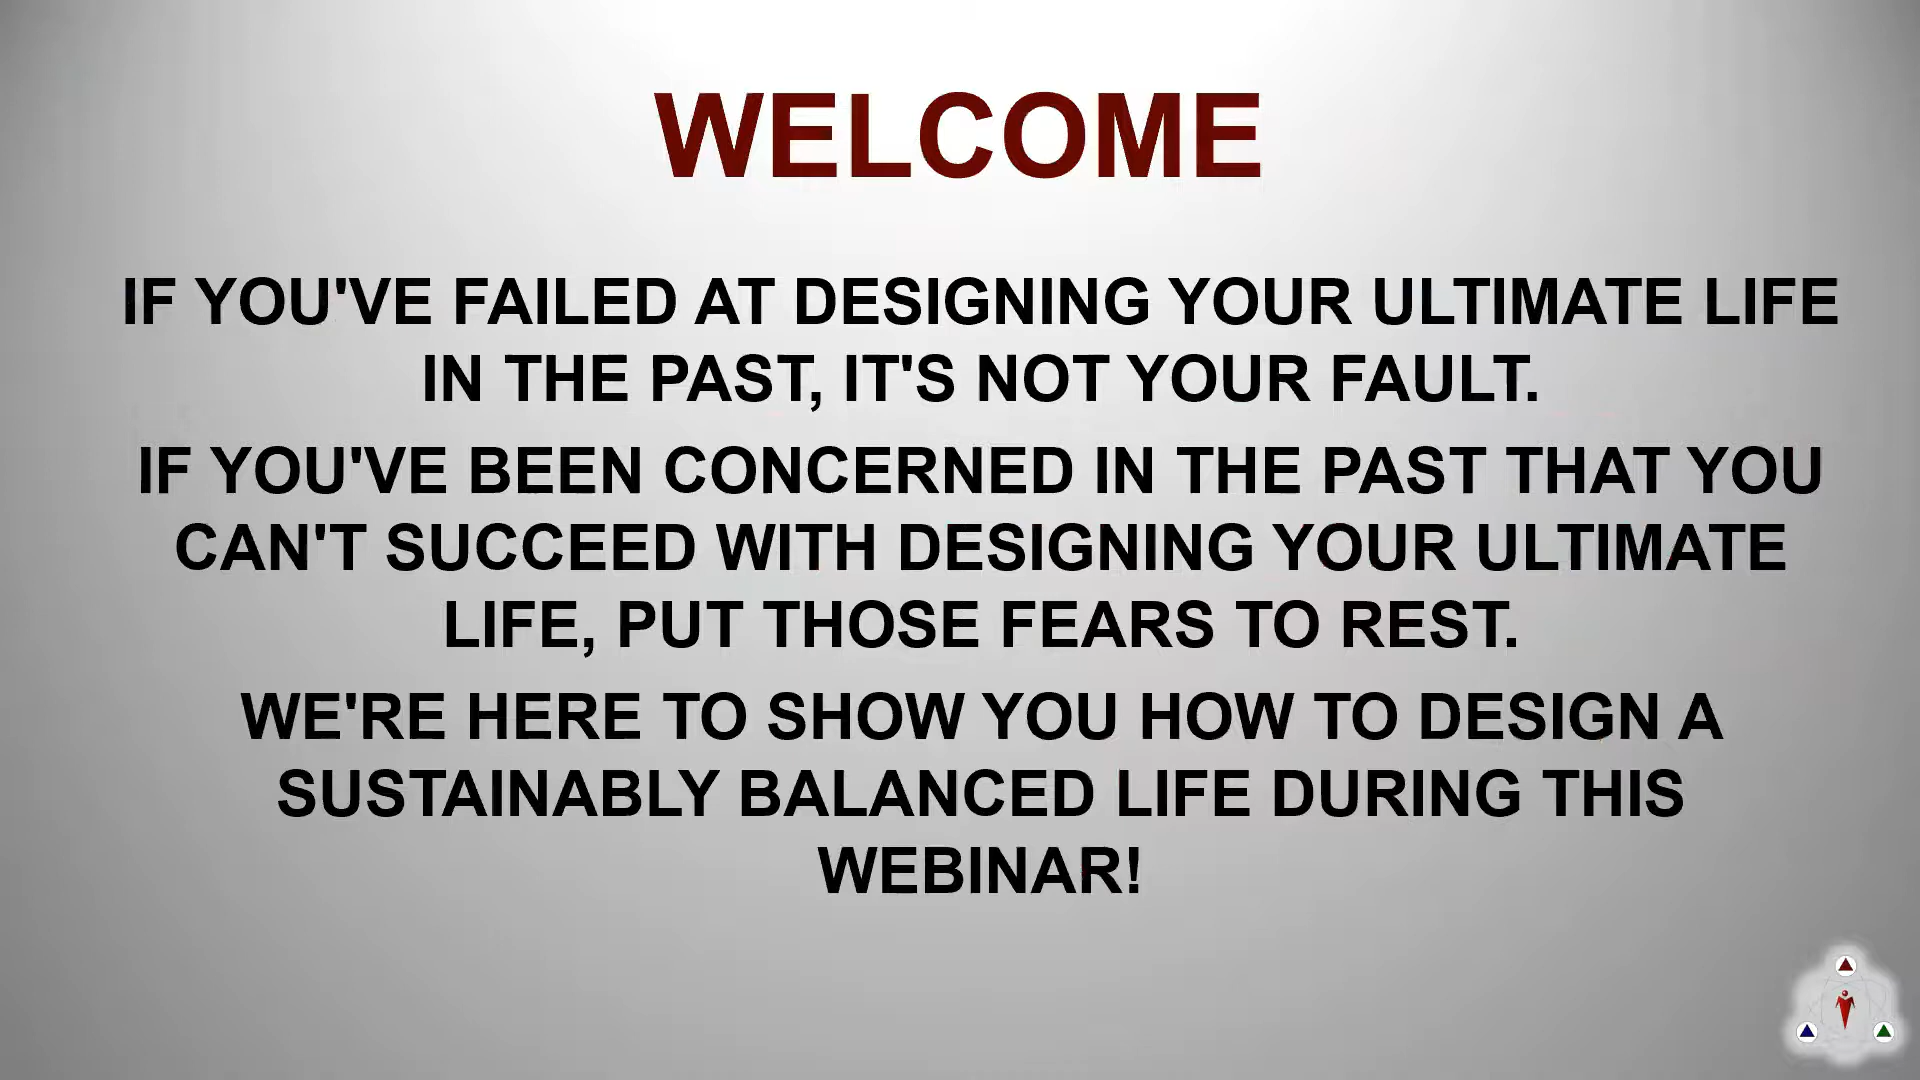 WELCOME
IF YOU'VE FAILED AT DESIGNING YOUR ULTIMATE LIFE
IN THE PAST, IT'S NOT YOUR FAULT.
IF YOU'VE BEEN CONCERNED IN THE PAST THAT YOU
CAN'T SUCCEED WITH DESIGNING YOUR ULTIMATE
LIFE, PUT THOSE FEARS TO REST.
WE'RE HERE TO SHOW YOU HOW TO DESIGN A
SUSTAINABLY BALANCED LIFE DURING THIS
WEBINAR!